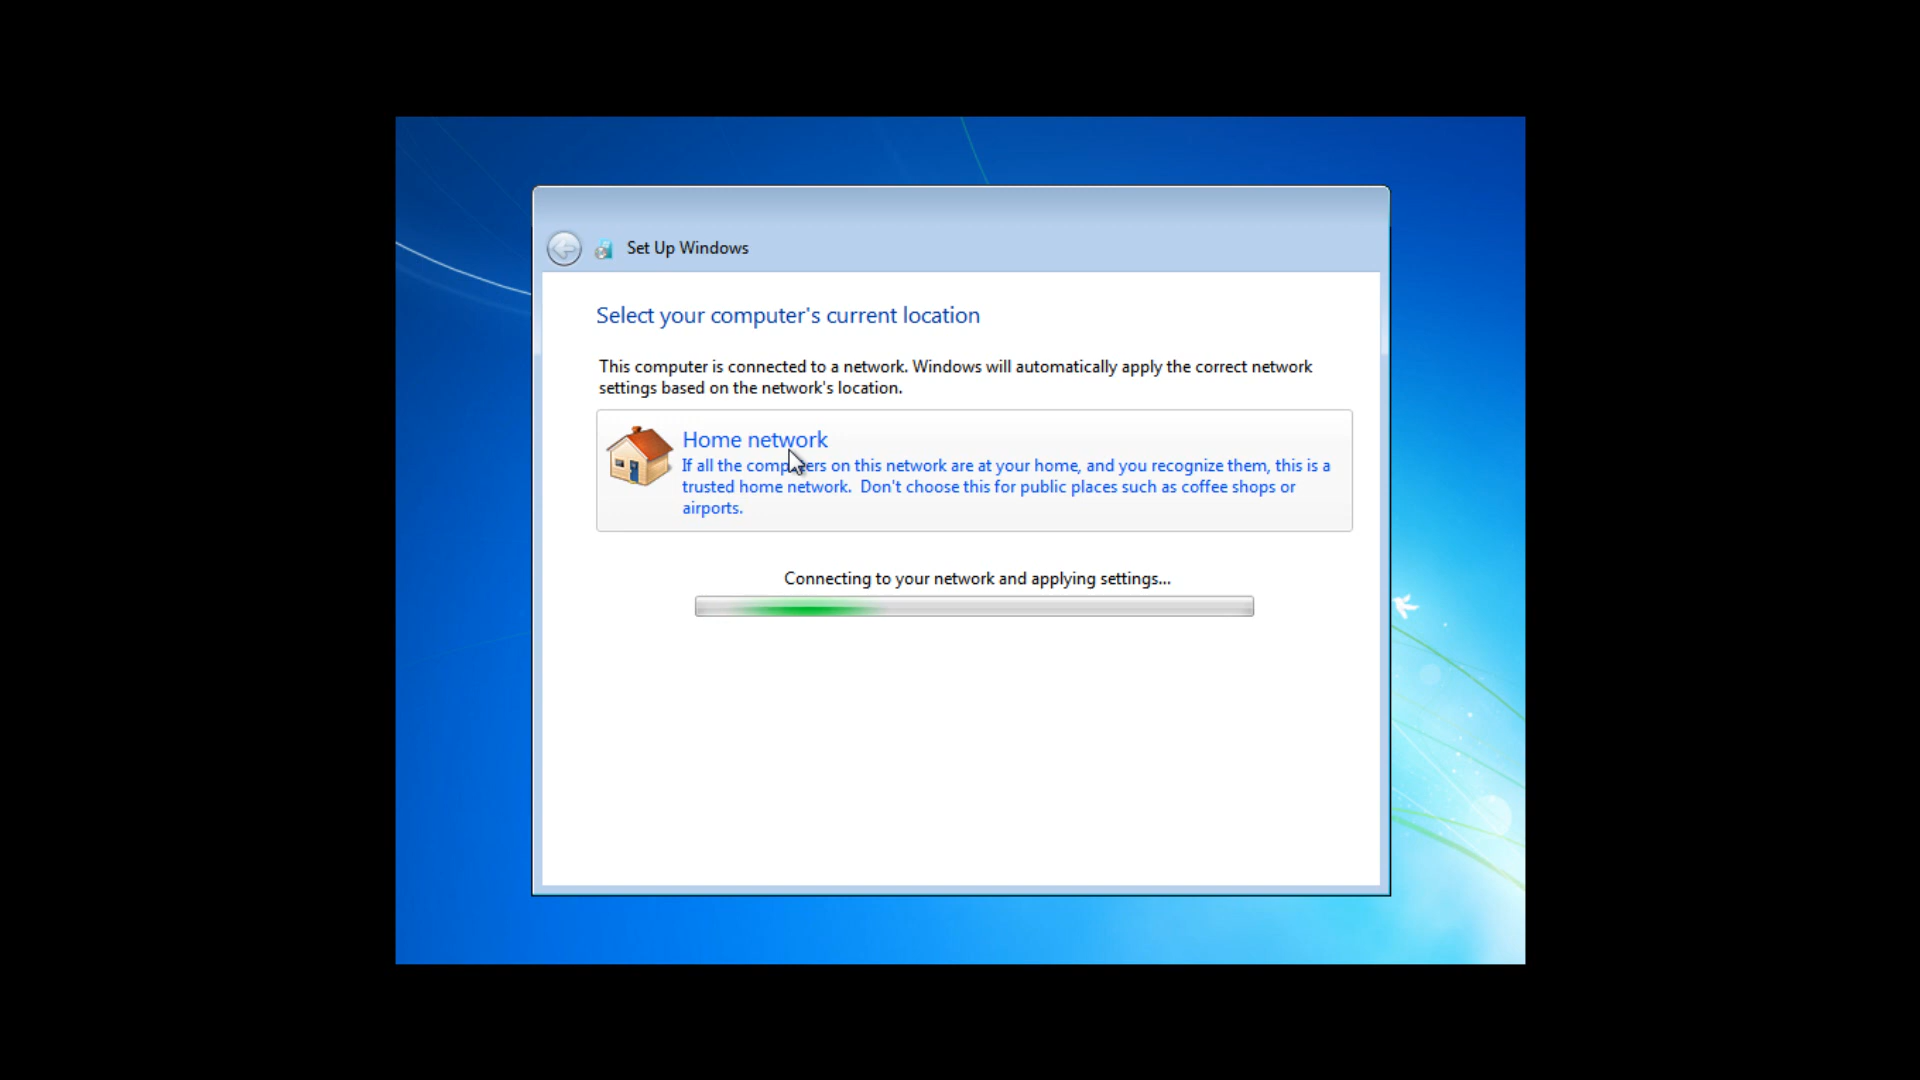 Set Up Windows
Select your computer's current location
This computer is connected to a network. Windows will automatically apply the correct network
settings based on the network's location.
Home network
If all the computers on this network are at your home, and you recognize them, this is a
trusted home network.  Don't choose this for public places such as coffee shops or
airports.
Connecting to your network and applying settings...